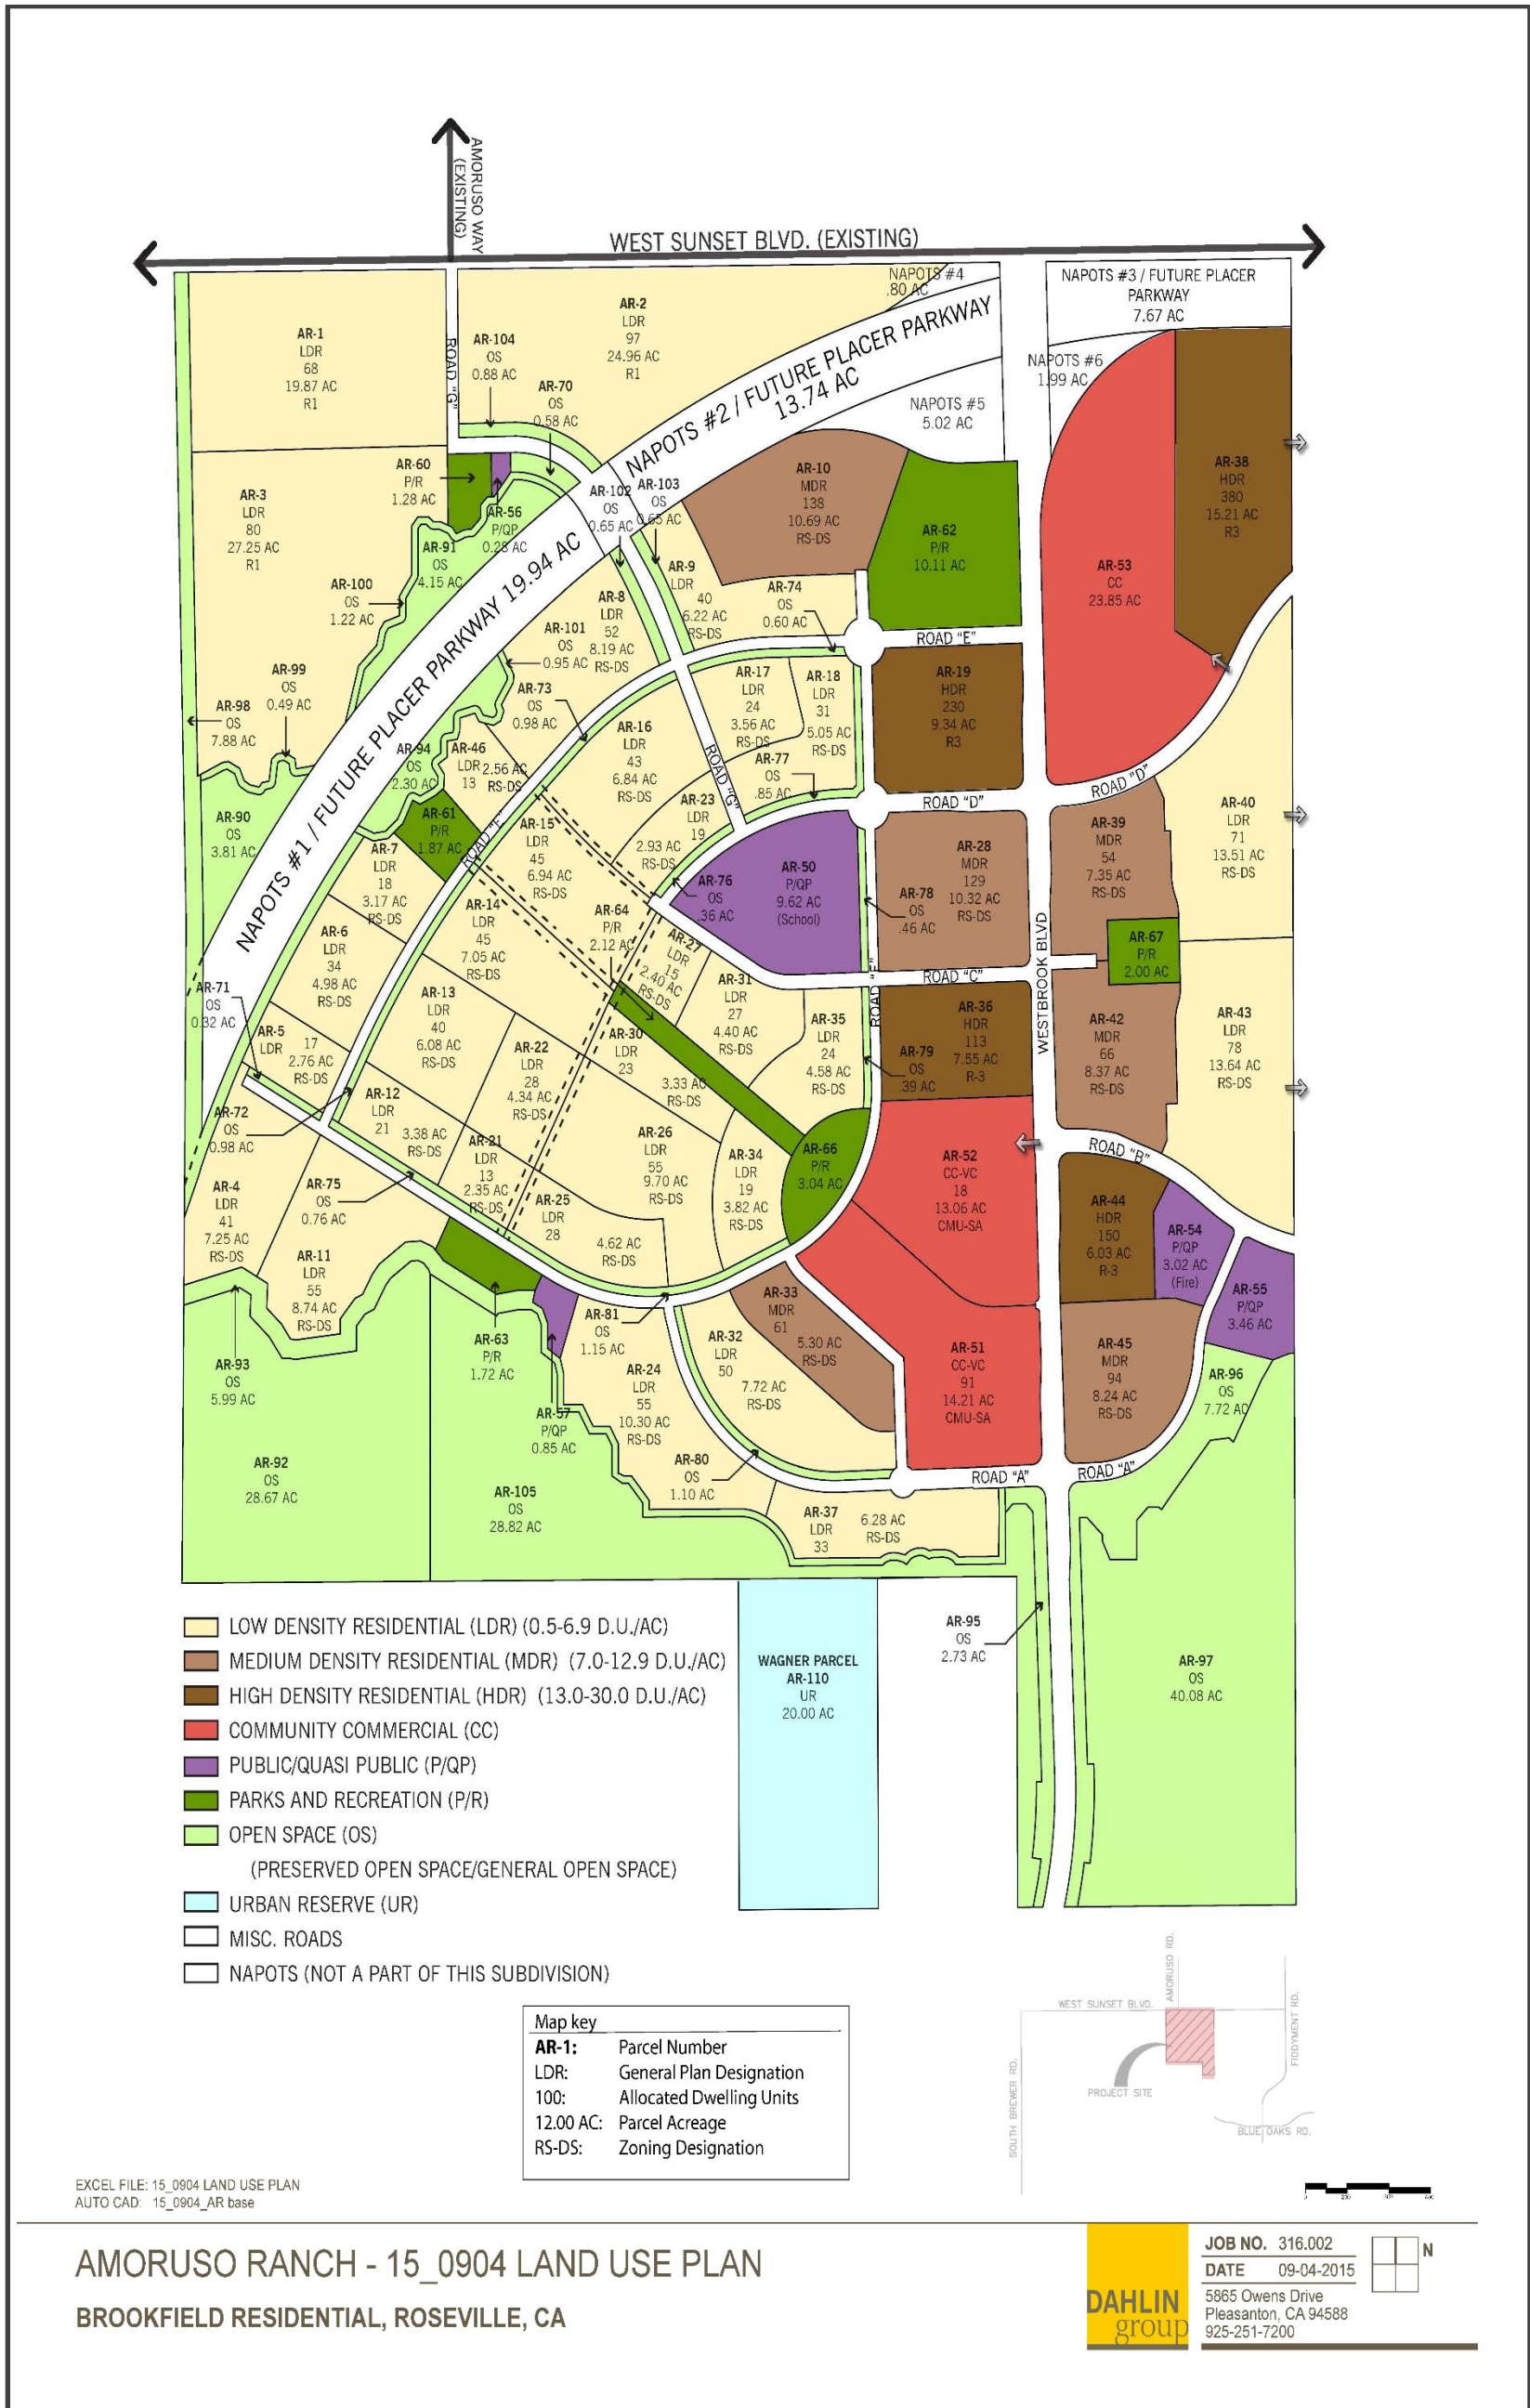 AMORUSO WAY
(EXISTING)
WEST SUNSET BLVD. (EXISTING)
AR-1
LDR
68
19.87 AC
R1
ROAD "G"
AR-104
OS
0.88 AC
AR-70
OS
0.58 AC
AR-2
LDR
97
24.96 AC
R1
NAPOTS #4
.80 AC
NAPOTS #2 / FUTURE PLACER PARKWAY
13.74 AC
NAPOTS #3 / FUTURE PLACER
PARKWAY
7.67 AC
NAPOTS #6
1.99 AC
NAPOTS #5
5.02 AC
AR-3
LDR
80
27.25 AC
R1
AR-60
P/R
1.28 AC
AR-56
P/QP
0.28 AC
AR-91
OS
4.15 AC
AR-100
OS
1.22 AC
AR-99
OS
0.49 AC
AR-98
OS
7.88 AC
AR-102
OS
0.65 AC
AR-103
OS
0.65 AC
AR-10
MDR
138
10.69 AC
RS-DS
AR-62
P/R
10.11 AC
AR-53
CC
23.85 AC
AR-38
HDR
380
15.21 AC
R3
AR-9
LDR
40
6.22 AC
RS-DS
AR-74
OS
0.60 AC
AR-8
LDR
52
8.19 AC
RS-DS
AR-101
OS
0.95 AC
ROAD "E"
NAPOTS #1 / FUTURE PLACER PARKWAY 19.94 AC
AR-73
OS
0.98 AC
AR-17
LDR
24
3.56 AC
RS-DS
AR-18
LDR
31
5.05 AC
RS-DS
AR-19
HDR
230
9.34 AC
R3
AR-16
LDR
43
6.84 AC
RS-DS
ROAD "G"
AR-77
OS
.85 AC
AR-94
OS
2.30 AC
AR-46
LDR 2.56 AC
13 RS-DS
AR-90
OS
3.81 AC
AR-61
P/R
1.87 AC
ROAD "F"
AR-15
LDR
45
6.94 AC
RS-DS
AR-23
LDR
19
2.93 AC
RS-DS
ROAD "D"
ROAD "D"
AR-40
LDR
71
13.51 AC
RS-DS
AR-39
MDR
54
7.35 AC
RS-DS
AR-7
LDR
18
3.17 AC
RS-DS
AR-76
OS
.36 AC
AR-50
P/QP
9.62 AC
(School)
AR-78
OS
.46 AC
AR-28
MDR
129
10.32 AC
RS-DS
AR-14
LDR
45
7.05 AC
RS-DS
AR-64
P/R
2.12 AC
AR-27
LDR
15
2.40 AC
RS-DS
AR-6
LDR
34
4.98 AC
RS-DS
WESTBROOK BLVD
AR-67
P/R
2.00 AC
AR-31
LDR
27
4.40 AC
RS-DS
ROAD "C"
ROAD "F"
AR-71
OS
0.32 AC
AR-13
LDR
40
6.08 AC
RS-DS
AR-35
LDR
24
4.58 AC
RS-DS
AR-36
HDR
113
7.55 AC
R-3
AR-79
OS
.39 AC
AR-42
MDR
66
8.37 AC
RS-DS
AR-43
LDR
78
13.64 AC
RS-DS
AR-5
LDR 17
2.76 AC
RS-DS
AR-22
LDR
28
4.34 AC
RS-DS
AR-30
LDR
23
3.33 AC
RS-DS
AR-12
LDR
21
3.38 AC
RS-DS
AR-72
OS
0.98 AC
AR-21
LDR
13
2.35 AC
RS-DS
AR-26
LDR
55
9.70 AC
RS-DS
AR-34
LDR
19
3.82 AC
RS-DS
AR-66
P/R
3.04 AC
AR-52
CC-VC
18
13.06 AC
CMU-SA
ROAD "B"
AR-4
LDR
41
7.25 AC
RS-DS
AR-75
OS
0.76 AC
AR-25
LDR
28
4.62 AC
RS-DS
AR-44
HDR
150
6.03 AC
R-3
AR-54
P/QP
3.02 AC
(Fire)
AR-55
P/QP
3.46 AC
AR-11
LDR
55
8.74 AC
RS-DS
AR-33
MDR
61
5.30 AC
RS-DS
AR-81
OS
1.15 AC
AR-63
P/R
1.72 AC
AR-32
LDR
50
7.72 AC
RS-DS
AR-51
CC-VC
91
14.21 AC
CMU-SA
AR-45
MDR
94
8.24 AC
RS-DS
AR-96
OS
7.72 AC
AR-93
OS
5.99 AC
AR-24
LDR
55
10.30 AC
RS-DS
AR-57
P/QP
0.85 AC
AR-80
OS
1.10 AC
ROAD "A"
ROAD "A"
AR-92
OS
28.67 AC
AR-105
OS
28.82 AC
AR-37
LDR
33
6.28 AC
RS-DS
AR-95
OS
2.73 AC
AR-97
OS
40.08 AC
WAGNER PARCEL
AR-110
UR
20.00 AC
LOW DENSITY RESIDENTIAL (LDR) (0.5-6.9 D.U./AC)
MEDIUM DENSITY RESIDENTIAL (MDR) (7.0-12.9 D.U./AC)
HIGH DENSITY RESIDENTIAL (HDR) (13.0-30.0 D.U./AC)
COMMUNITY COMMERCIAL (CC)
PUBLIC/QUASI PUBLIC (P/QP)
PARKS AND RECREATION (P/R)
OPEN SPACE (OS)
(PRESERVED OPEN SPACE/GENERAL OPEN SPACE)
URBAN RESERVE (UR)
MISC. ROADS
NAPOTS (NOT A PART OF THIS SUBDIVISION)
Map key
AR-1: Parcel Number
LDR: General Plan Designation
100: Allocated Dwelling Units
12.00 AC: Parcel Acreage
RS-DS: Zoning Designation
WEST SUNSET BLVD.
AMORUSO RD.
FIDDYMENT RD.
SOUTH BREWER RD.
PROJECT SITE
BLUE OAKS RD.
EXCEL FILE: 15_0904 LAND USE PLAN
AUTO CAD: 15_0904_AR base
AMORUSO RANCH - 15_0904 LAND USE PLAN
BROOKFIELD RESIDENTIAL, ROSEVILLE, CA
DAHLIN
group
JOB NO. 316.002
DATE 09-04-2015
5865 Owens Drive
Pleasanton, CA 94588
925-251-7200
N